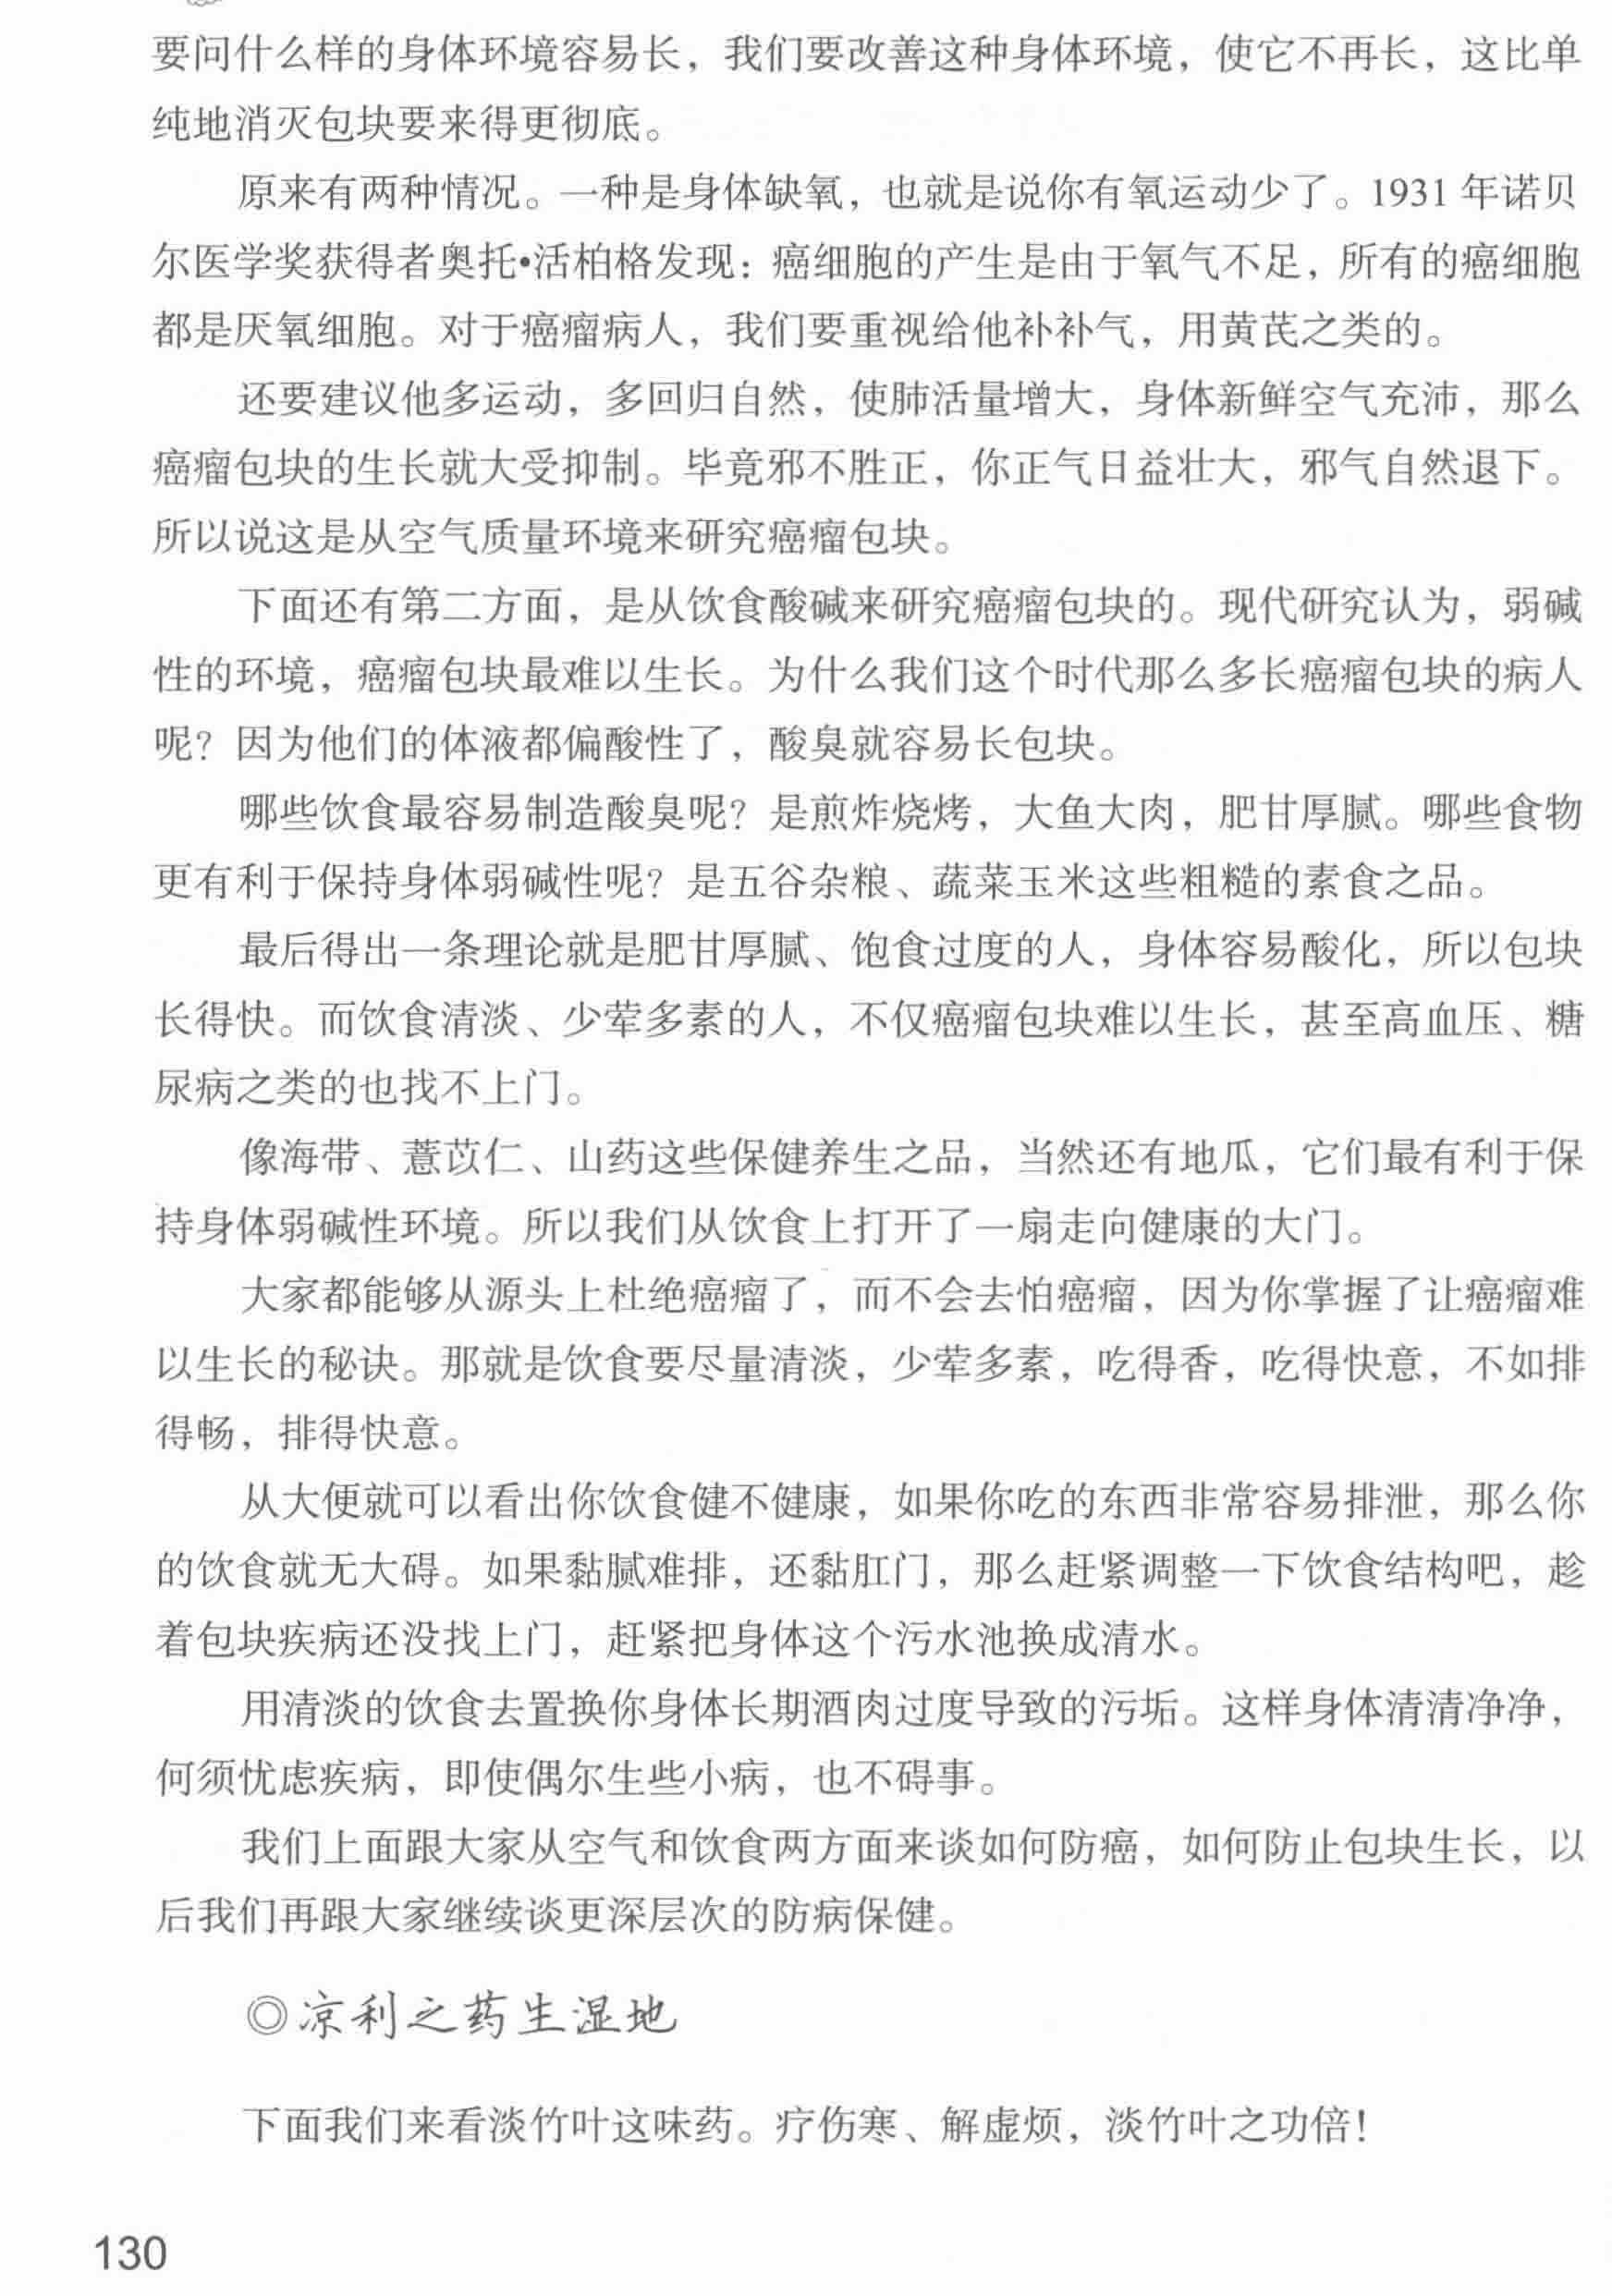 要问什么样的身体环境容易长，我们要改善这种身体环境，使它不再长，这比单
纯地消灭包块要来得更彻底。
原来有两种情况。一种是身体缺氧，也就是说你有氧运动少了。1931 年诺贝
尔医学奖获得者奥托•活柏格发现：癌细胞的产生是由于氧气不足，所有的癌细胞
都是厌氧细胞。对于癌瘤病人，我们要重视给他补补气，用黄芪之类的。
还要建议他多运动，多回归自然，使肺活量增大，身体新鲜空气充沛，那么
癌瘤包块的生长就大受抑制。毕竟邪不胜正，你正气日益壮大，邪气自然退下。
所以说这是从空气质量环境来研究癌瘤包块。
下面还有第二方面，是从饮食酸碱来研究癌瘤包块的。现代研究认为，弱碱
性的环境，癌瘤包块最难以生长。为什么我们这个时代那么多长癌瘤包块的病人
呢？因为他们的体液都偏酸性了，酸臭就容易长包块。
哪些饮食最容易制造酸臭呢？是煎炸烧烤，大鱼大肉，肥甘厚腻。哪些食物
更有利于保持身体弱碱性呢？是五谷杂粮、蔬菜玉米这些粗糙的素食之品。
最后得出一条理论就是肥甘厚腻、饱食过度的人，身体容易酸化，所以包块
长得快。而饮食清淡、少荤多素的人，不仅癌瘤包块难以生长，甚至高血压、糖
尿病之类的也找不上门。
像海带、薏苡仁、山药这些保健养生之品，当然还有地瓜，它们最有利于保
持身体弱碱性环境。所以我们从饮食上打开了一扇走向健康的大门。
大家都能够从源头上杜绝癌瘤了，而不会去怕癌瘤，因为你掌握了让癌瘤难
以生长的秘诀。那就是饮食要尽量清淡，少荤多素，吃得香，吃得快意，不如排
得畅，排得快意。
从大便就可以看出你饮食健不健康，如果你吃的东西非常容易排泄，那么你
的饮食就无大碍。如果黏腻难排，还黏肛门，那么赶紧调整一下饮食结构吧，趁
着包块疾病还没找上门，赶紧把身体这个污水池换成清水。
用清淡的饮食去置换你身体长期酒肉过度导致的污垢。这样身体清清净净，
何须忧虑疾病，即使偶尔生些小病，也不碍事。
我们上面跟大家从空气和饮食两方面来谈如何防癌，如何防止包块生长，以
后我们再跟大家继续谈更深层次的防病保健。
◎凉利之药生湿地
下面我们来看淡竹叶这味药。疗伤寒、解虚烦，淡竹叶之功倍！
130